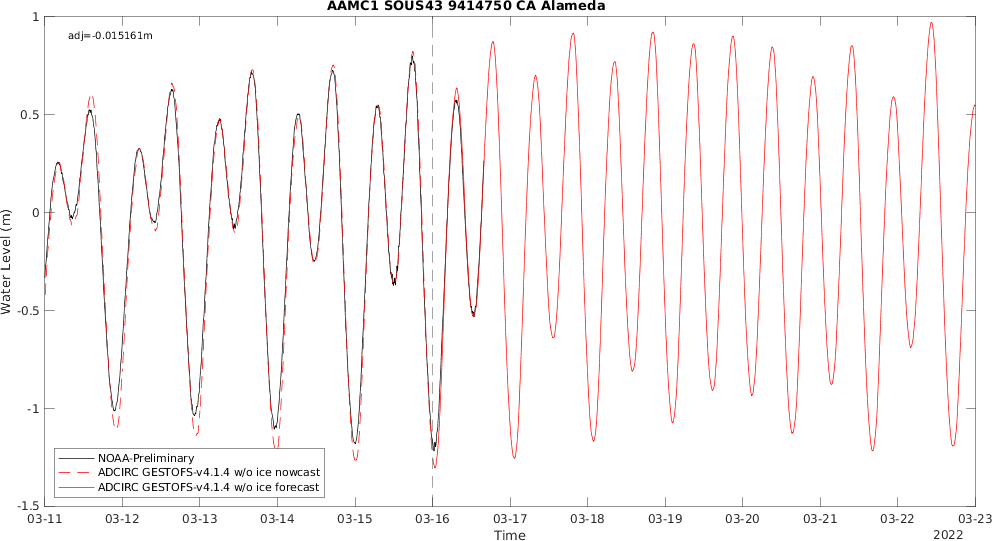 AAMC1 SOUS43 9414750 CA Alameda
adj=-0.015161m
1
0.5
0
-0.5
-1
-1.5
Water Level (m)
NOAA-Preliminary
ADCIRC GESTOFS-v4.1.4 w/o ice nowcast
ADCIRC GESTOFS-v4.1.4 w/o ice forecast
03-11 03-12 03-13 03-14 03-15 03-16 03-17 03-18 03-19 03-20 03-21 03-22 03-23
Time
2022